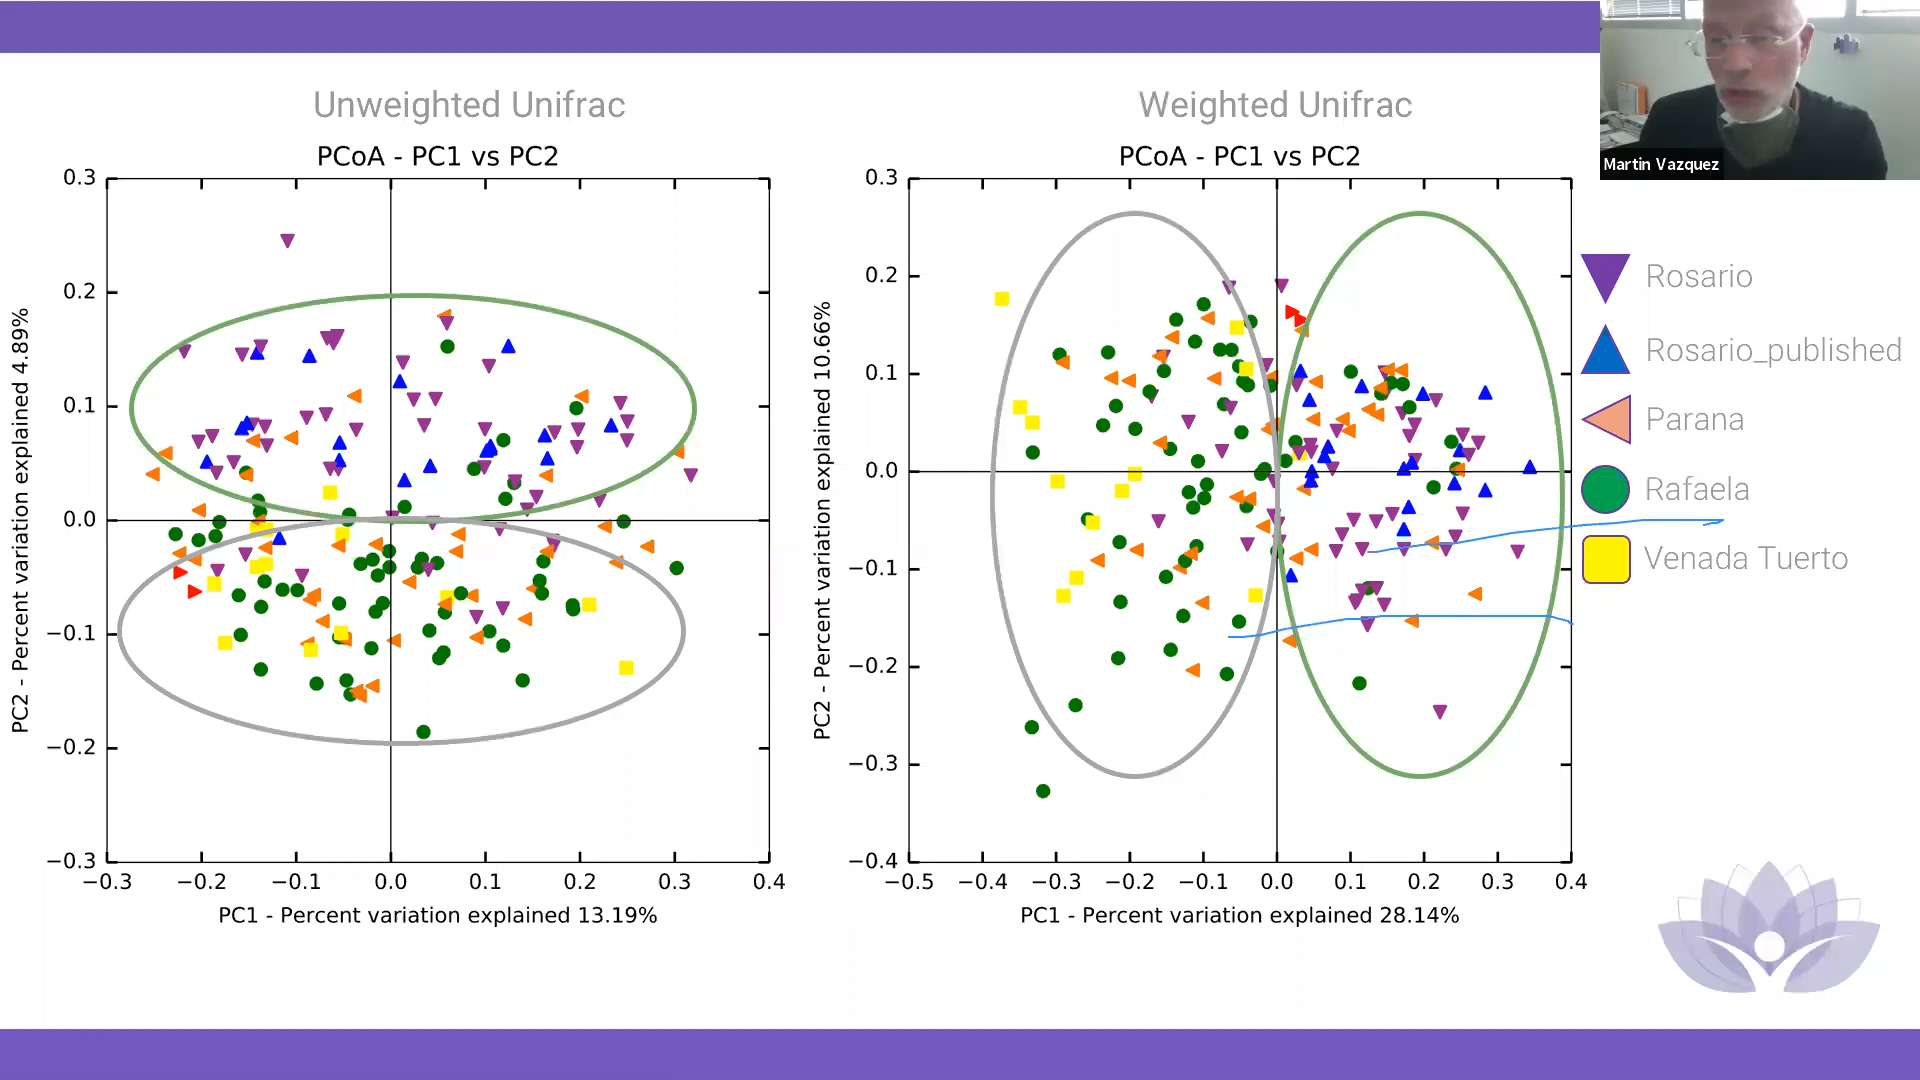 Unweighted Unifrac
PCoA - PC1 vs PC2
0.3
0.2
0.1
0.0
−0.1
−0.2
−0.3
−0.3 −0.2 −0.1 0.0 0.1 0.2 0.3 0.4
PC1 - Percent variation explained 13.19%
PC2 - Percent variation explained 4.89%
Weighted Unifrac
PCoA - PC1 vs PC2
0.3
0.2
0.1
0.0
−0.1
−0.2
−0.3
−0.4
−0.5 −0.4 −0.3 −0.2 −0.1 0.0 0.1 0.2 0.3 0.4
PC1 - Percent variation explained 28.14%
PC2 - Percent variation explained 10.66%
Martin Vazquez
Rosario
Rosario_published
Parana
Rafaela
Venada Tuerto